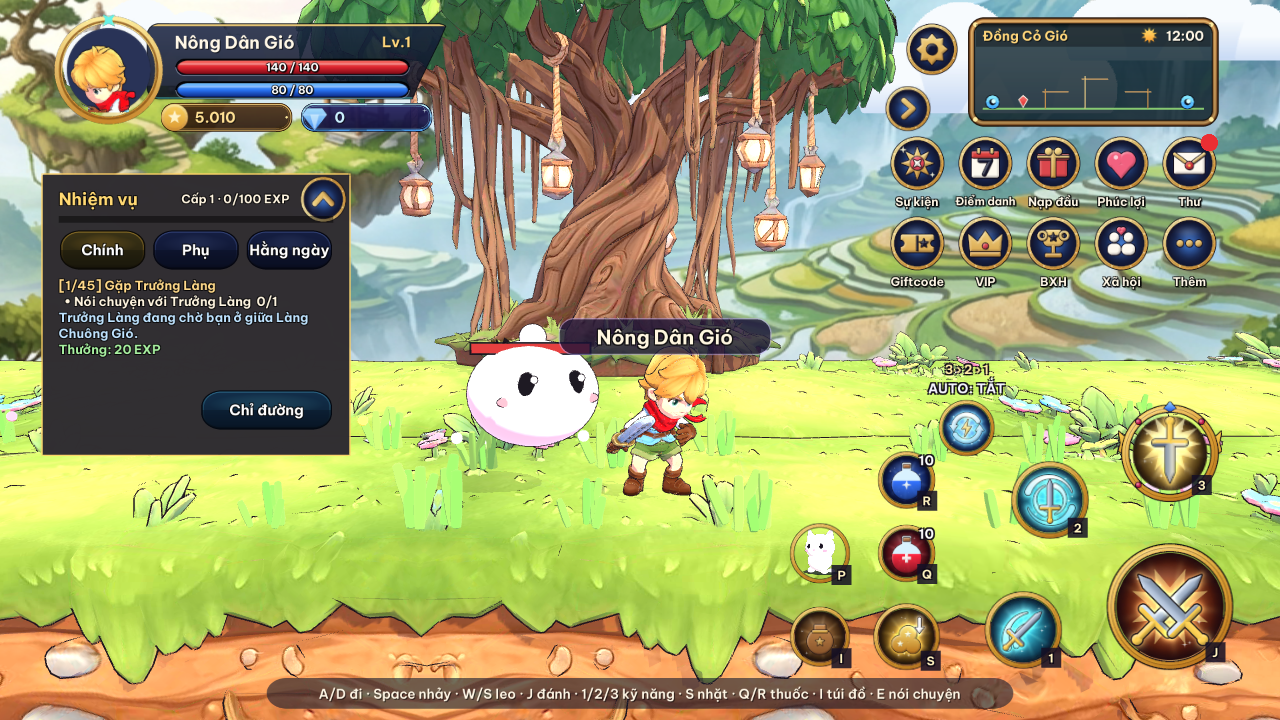 Nông Dân Gió Lv.1
140 / 140
80 / 80
5.010 0
Đồng Cỏ Gió 12:00
7
Sự kiện Điểm danh Nạp đầu Phúc lợi Thư
Giftcode VIP BXH Xã hội Thêm
Nhiệm vụ Cấp 1 · 0/100 EXP
Chính Phụ Hằng ngày
[1/45] Gặp Trưởng Làng
• Nói chuyện với Trưởng Làng 0/1
Trưởng Làng đang chờ bạn ở giữa Làng
Chuông Gió.
Thưởng: 20 EXP
Chỉ đường
Nông Dân Gió
3>2>1
AUTO: TẮT
10
R
3
2
10
Q
P
I
S
1
J
A/D đi · Space nhảy · W/S leo · J đánh · 1/2/3 kỹ năng · S nhặt · Q/R thuốc · I túi đồ · E nói chuyện